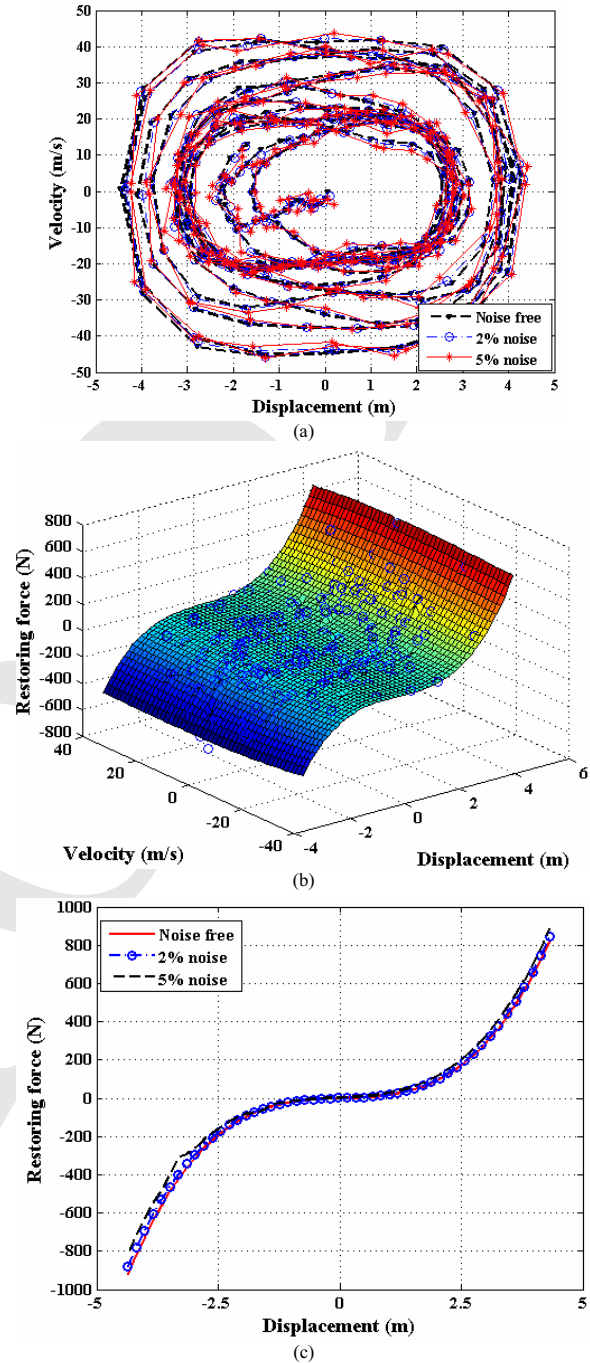 50
40
30
20
10
0
-10
-20
-30
-40
-50
Velocity (m/s)
Noise free
2% noise
5% noise
-5 -4 -3 -2 -1 0 1 2 3 4 5
Displacement (m)
(a)
800
600
400
200
0
-200
-400
-600
-800
Restoring force (N)
40
20
0
-20
-40
-4
-2
0
2
4
6
Velocity (m/s)
Displacement (m)
(b)
1000
800
600
400
200
0
-200
-400
-600
-800
-1000
Restoring force (N)
Noise free
2% noise
5% noise
-5 -2.5 0 2.5 5
Displacement (m)
(c)